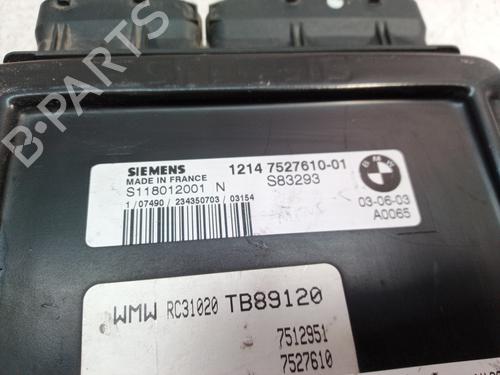 B-PARTS
SIEMENS
MADE IN FRANCE
1214 7527610-01
S118012001 N
S83293
BMW
03-06-03
A0065
1/07490 / 234350703 / 03154
WMW RC31020 TB89120
7512951
7527610